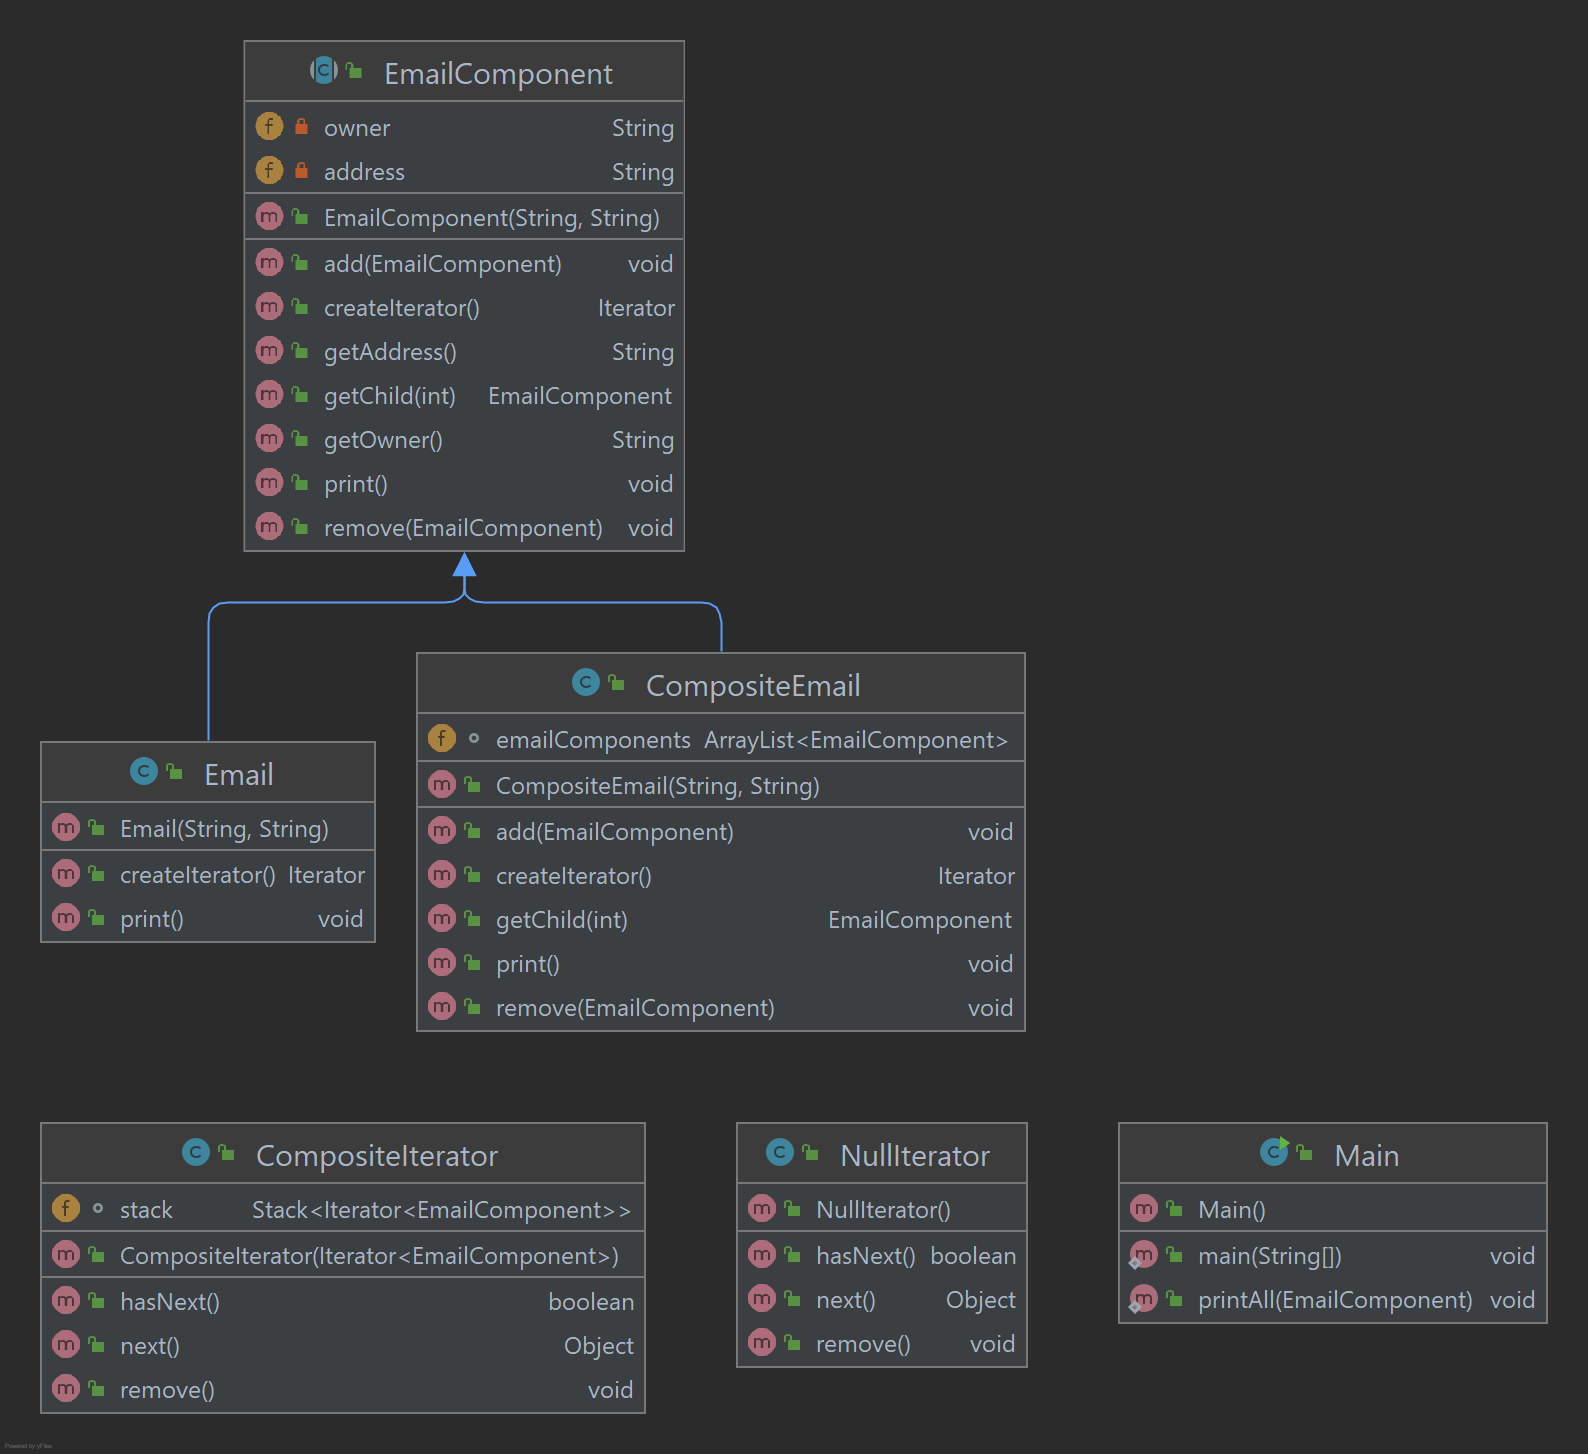 EmailComponent
owner String
address String
EmailComponent(String, String)
add(EmailComponent) void
createIterator() Iterator
getAddress() String
getChild(int) EmailComponent
getOwner() String
print() void
remove(EmailComponent) void
CompositeEmail
emailComponents ArrayList<EmailComponent>
CompositeEmail(String, String)
add(EmailComponent) void
createIterator() Iterator
getChild(int) EmailComponent
print() void
remove(EmailComponent) void
Email
Email(String, String)
createIterator() Iterator
print() void
CompositeIterator
stack Stack<Iterator<EmailComponent>>
CompositeIterator(Iterator<EmailComponent>)
hasNext() boolean
next() Object
remove() void
NullIterator
NullIterator()
hasNext() boolean
next() Object
remove() void
Main
Main()
main(String[]) void
printAll(EmailComponent) void
Powered by yFiles